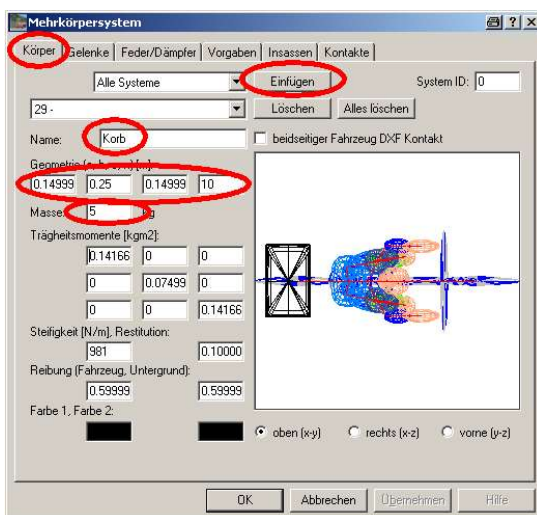 Mehrkörpersystem
Körper Gelenke Feder/Dämpfer Vorgaben Insassen Kontakte
Alle Systeme Einfügen System ID: 0
29 - Löschen Alles löschen
Name: Korb beidseitiger Fahrzeug DXF Kontakt
Geometrie [m]
0.14999 0.25 0.14999 10
Masse: 5 kg
Trägheitsmomente [kgm2]:
0.14166 0 0
0 0.07499 0
0 0 0.14166
Steifigkeit [N/m], Restitution:
981 0.10000
Reibung (Fahrzeug, Untergrund):
0.59999 0.59999
Farbe 1, Farbe 2:
oben (x-y) rechts (x-z) vorne (y-z)
OK Abbrechen Übernehmen Hilfe